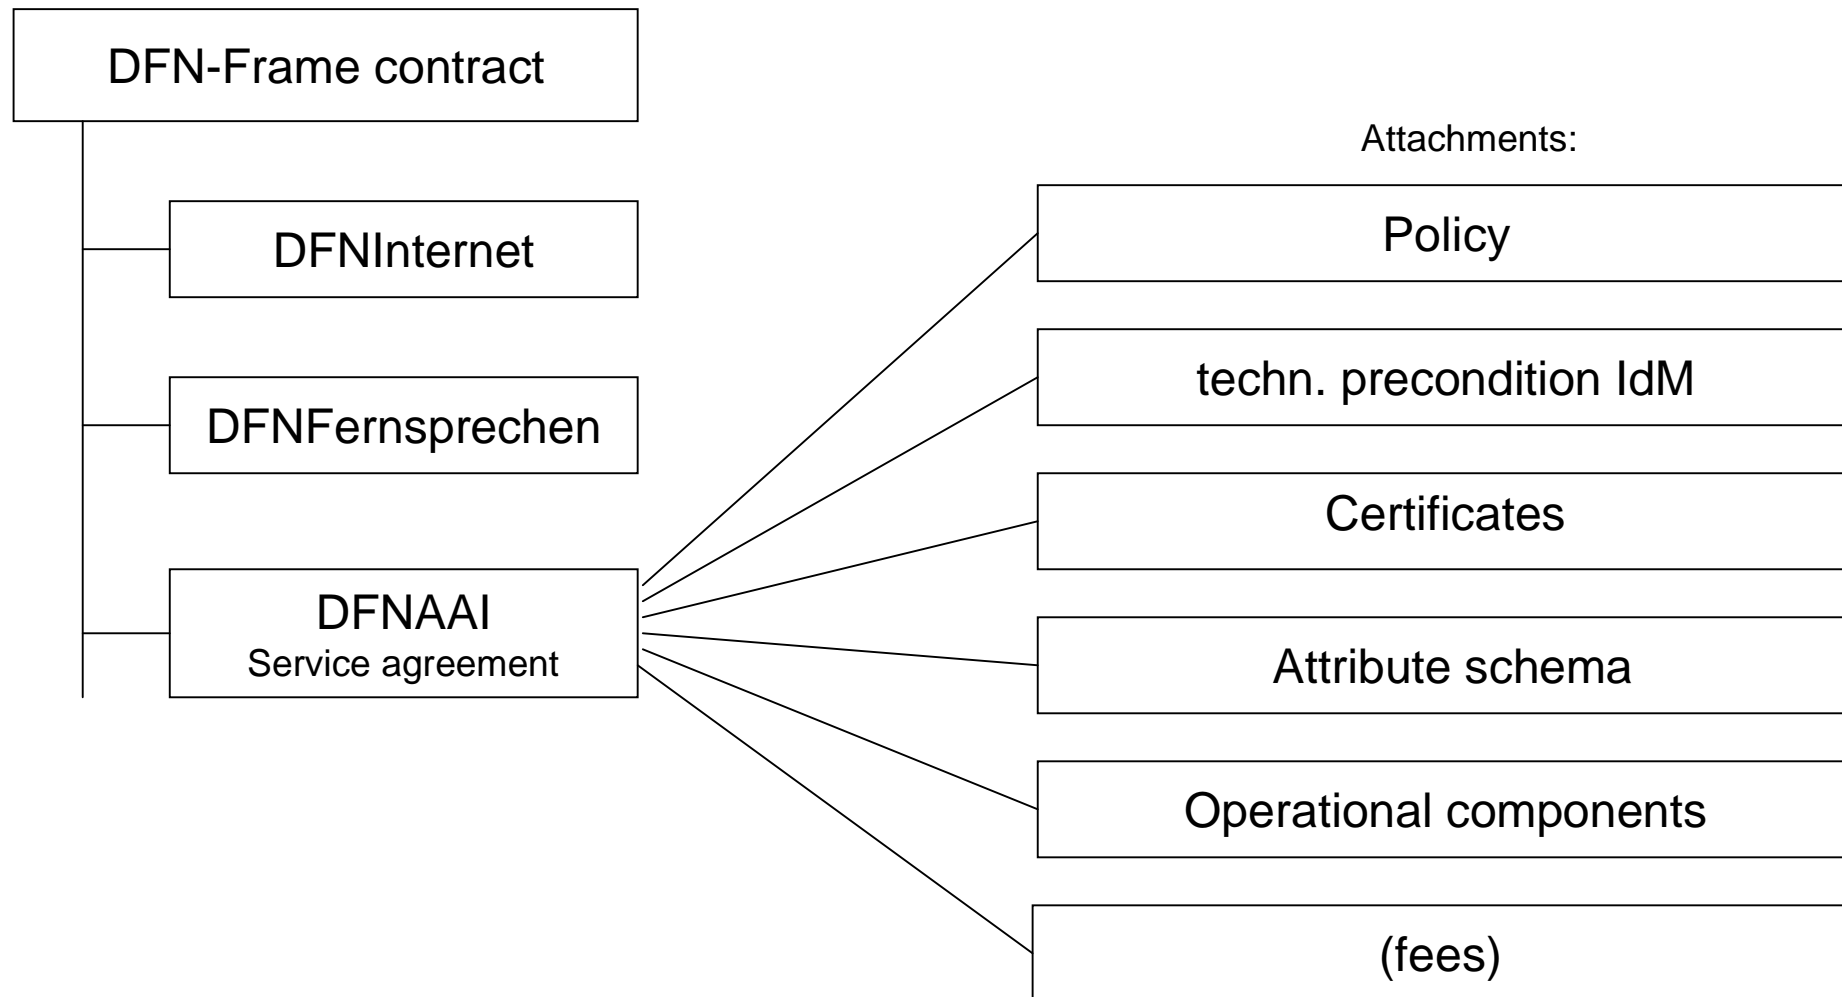 DFN-Frame contract
DFNInternet
DFNFernsprechen
DFNAAI
Service agreement
Attachments:
Policy
techn. precondition IdM
Certificates
Attribute schema
Operational components
(fees)